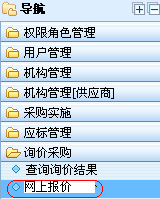 导航
权限角色管理
用户管理
机构管理
机构管理[供应商]
采购实施
应标管理
询价采购
查询询价结果
网上报价